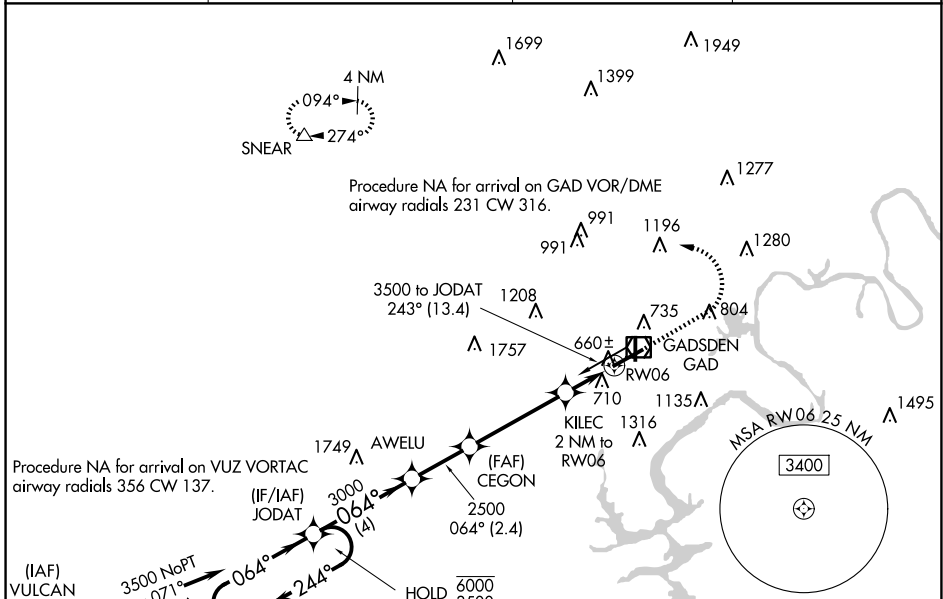 1699
1949
4 NM
1399
094°
274°
SNEAR
1277
Procedure NA for arrival on GAD VOR/DME
airway radials 231 CW 316.
991
991
1196
1280
3500 to JODAT
243° (13.4)
1208
735
804
1757
660±
GADSDEN
GAD
RW06
710
1135
KILEC
2 NM to
RW06
1316
1495
MSA RW06 25 NM
3400
1749
AWELU
(FAF)
CEGON
Procedure NA for arrival on VUZ VORTAC
airway radials 356 CW 137.
(IF/IAF)
JODAT
3000
064°
(4)
2500
064° (2.4)
(IAF)
VULCAN
3500 NoPT
071°
064°
244°
HOLD
6000